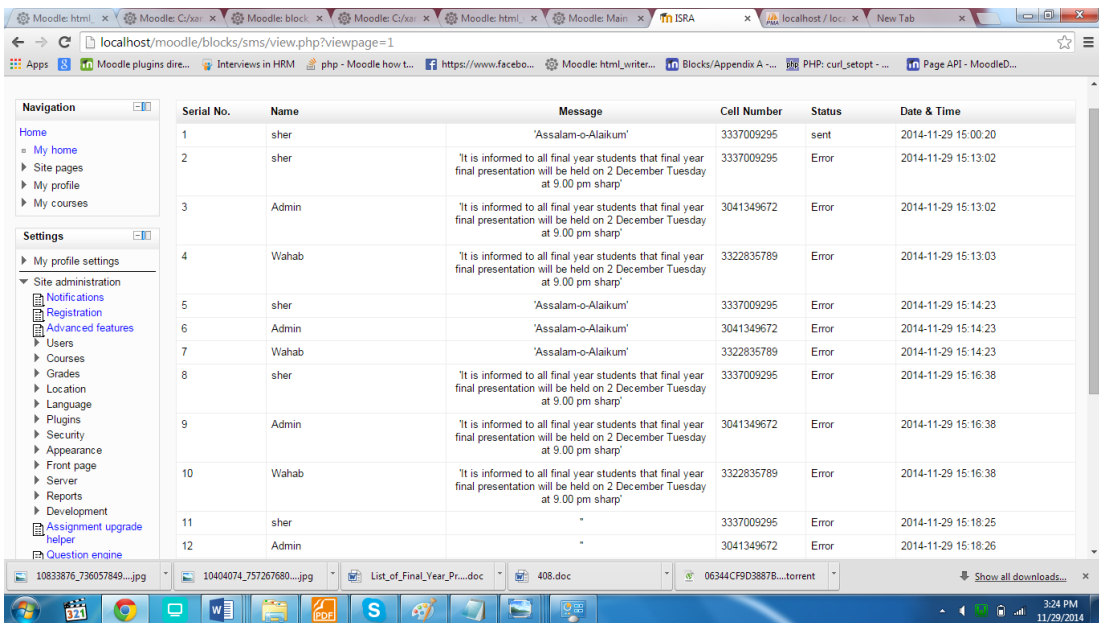 Moodle: html_
Moodle: C:/xar
Moodle: block
Moodle: C:/xar
Moodle: html_
Moodle: Main
ISRA
localhost / loca
New Tab
localhost/moodle/blocks/sms/view.php?viewpage=1
Apps
Moodle plugins dire...
Interviews in HRM
php - Moodle how t...
https://www.facebo...
Moodle: html_writer...
Blocks/Appendix A -...
PHP: curl_setopt - ...
Page API - MoodleD...
Navigation
Home
My home
Site pages
My profile
My courses
Settings
My profile settings
Site administration
Notifications
Registration
Advanced features
Users
Courses
Grades
Location
Language
Plugins
Security
Appearance
Front page
Server
Reports
Development
Assignment upgrade
helper
Question engine
Serial No. Name Message Cell Number Status Date & Time
1 sher 'Assalam-o-Alaikum' 3337009295 sent 2014-11-29 15:00:20
2 sher 'It is informed to all final year students that final year 3337009295 Error 2014-11-29 15:13:02
final presentation will be held on 2 December Tuesday
at 9.00 pm sharp'
3 Admin 'It is informed to all final year students that final year 3041349672 Error 2014-11-29 15:13:02
final presentation will be held on 2 December Tuesday
at 9.00 pm sharp'
4 Wahab 'It is informed to all final year students that final year 3322835789 Error 2014-11-29 15:13:03
final presentation will be held on 2 December Tuesday
at 9.00 pm sharp'
5 sher 'Assalam-o-Alaikum' 3337009295 Error 2014-11-29 15:14:23
6 Admin 'Assalam-o-Alaikum' 3041349672 Error 2014-11-29 15:14:23
7 Wahab 'Assalam-o-Alaikum' 3322835789 Error 2014-11-29 15:14:23
8 sher 'It is informed to all final year students that final year 3337009295 Error 2014-11-29 15:16:38
final presentation will be held on 2 December Tuesday
at 9.00 pm sharp'
9 Admin 'It is informed to all final year students that final year 3041349672 Error 2014-11-29 15:16:38
final presentation will be held on 2 December Tuesday
at 9.00 pm sharp'
10 Wahab 'It is informed to all final year students that final year 3322835789 Error 2014-11-29 15:16:38
final presentation will be held on 2 December Tuesday
at 9.00 pm sharp'
11 sher '' 3337009295 Error 2014-11-29 15:18:25
12 Admin '' 3041349672 Error 2014-11-29 15:18:26
10833876_736057849....jpg
10404074_757267680....jpg
List_of_Final_Year_Pr....doc
408.doc
06344CF9D3887B....torrent
Show all downloads...
321
PDF
3:24 PM
11/29/2014